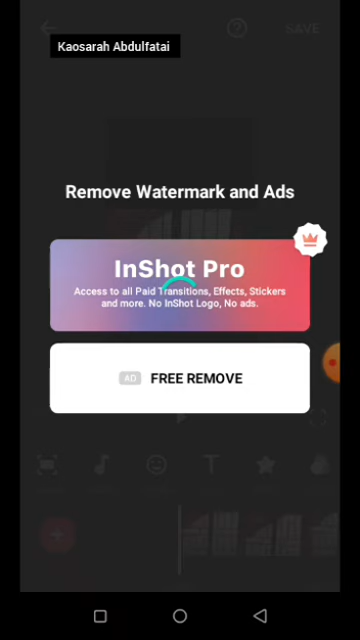 SAVE
Kaosarah Abdulfatai
Remove Watermark and Ads
InShot Pro
Access to all Paid Transitions, Effects, Stickers
and more. No InShot Logo, No ads.
AD FREE REMOVE